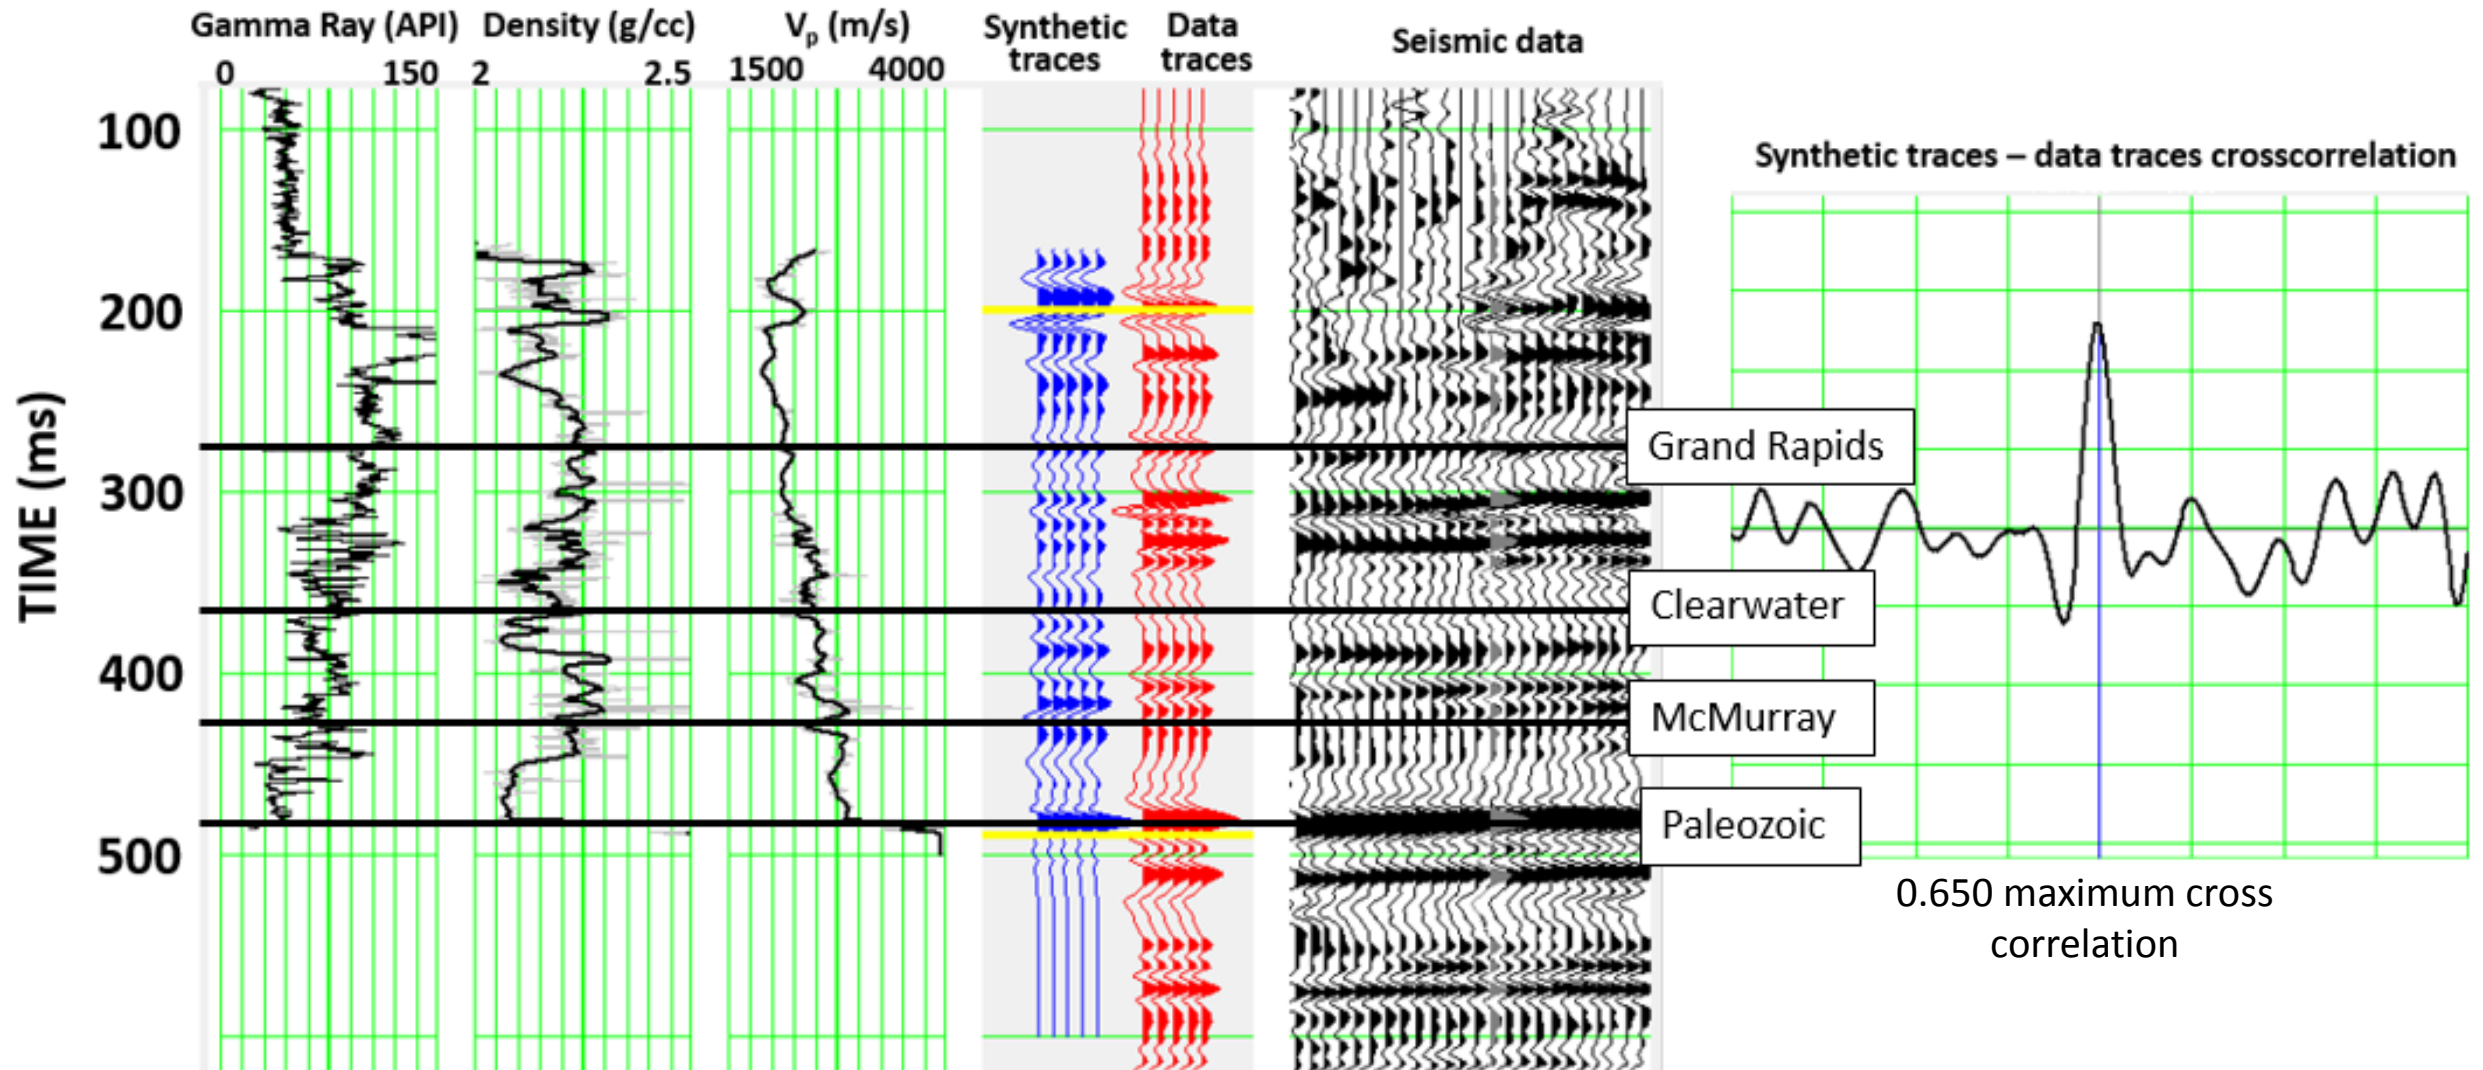 Gamma Ray (API)
0 150
Density (g/cc)
2 2.5
Vp (m/s)
1500 4000
Synthetic
traces
Data
traces
Seismic data
TIME (ms)
100
200
300
400
500
Grand Rapids
Clearwater
McMurray
Paleozoic
Synthetic traces – data traces crosscorrelation
0.650 maximum cross
correlation